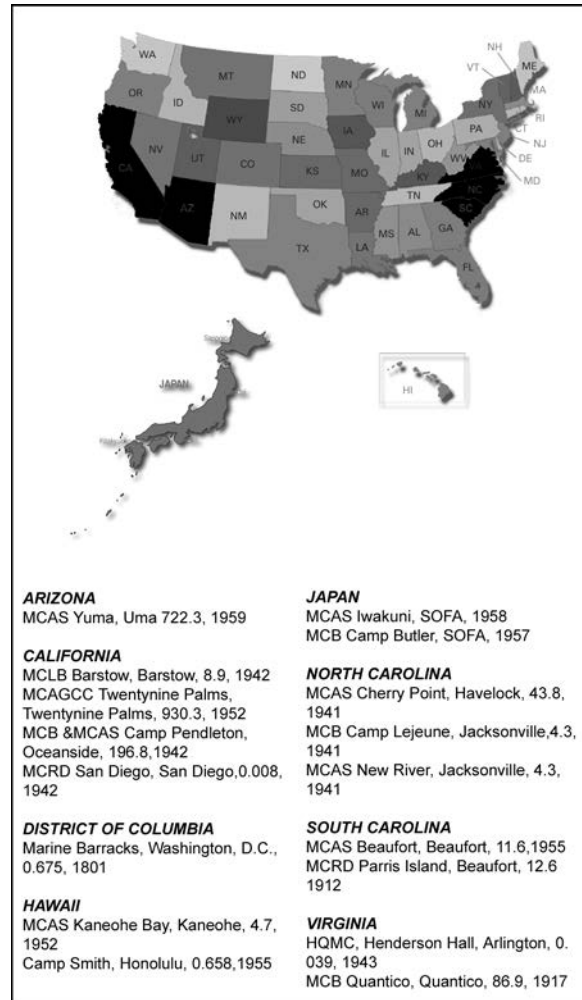 WA
MT
ND
MN
VT
NH
ME
OR
ID
SD
WI
MI
NY
MA
RI
WY
IA
CT
NJ
NV
UT
CO
NE
IL
IN
OH
PA
DE
MD
WV
CA
KS
MO
KY
AZ
NM
OK
AR
TN
NC
SC
TX
LA
MS
AL
GA
FL
JAPAN
HI
ARIZONA
MCAS Yuma, Uma 722.3, 1959
CALIFORNIA
MCLB Barstow, Barstow, 8.9, 1942
MCAGCC Twentynine Palms,
Twentynine Palms, 930.3, 1952
MCB &MCAS Camp Pendleton,
Oceanside, 196.8,1942
MCRD San Diego, San Diego,0.008,
1942
DISTRICT OF COLUMBIA
Marine Barracks, Washington, D.C.,
0.675, 1801
HAWAII
MCAS Kaneohe Bay, Kaneohe, 4.7,
1952
Camp Smith, Honolulu, 0.658,1955
JAPAN
MCAS Iwakuni, SOFA, 1958
MCB Camp Butler, SOFA, 1957
NORTH CAROLINA
MCAS Cherry Point, Havelock, 43.8,
1941
MCB Camp Lejeune, Jacksonville,4.3,
1941
MCAS New River, Jacksonville, 4.3,
1941
SOUTH CAROLINA
MCAS Beaufort, Beaufort, 11.6,1955
MCRD Parris Island, Beaufort, 12.6
1912
VIRGINIA
HQMC, Henderson Hall, Arlington, 0.
039, 1943
MCB Quantico, Quantico, 86.9, 1917